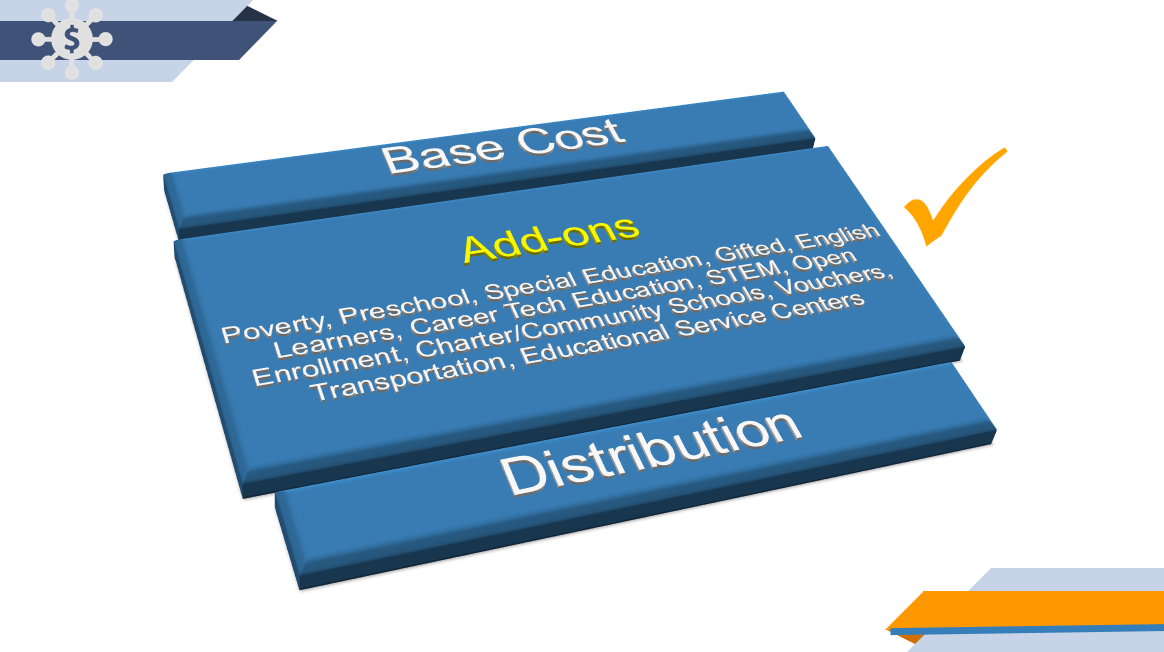 $
Base Cost
Add-ons
Poverty, Preschool, Special Education, Gifted, English
Learners, Career Tech Education, STEM, Open
Enrollment, Charter/Community Schools, Vouchers,
Transportation, Educational Service Centers
Distribution